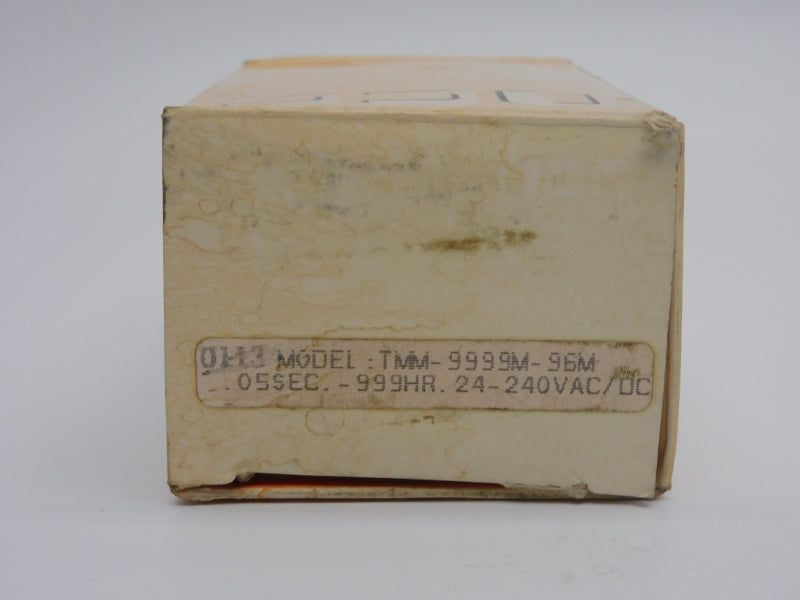 0113 MODEL : TMM-9999M-96M
.05SEC.-999HR. 24-240VAC/DC